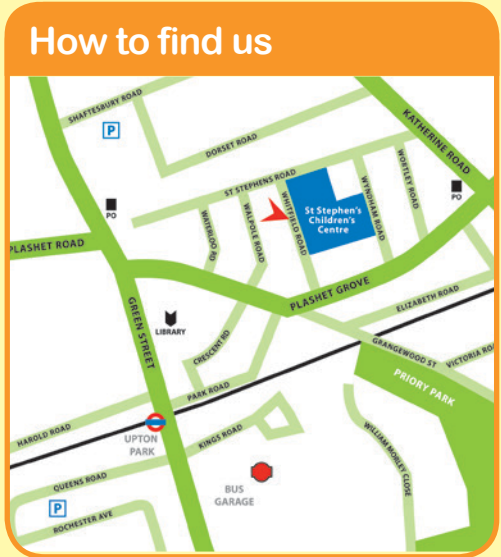 How to find us
SHAFTESBURY ROAD
P
DORSET ROAD
KATHERINE ROAD
ST STEPHENS ROAD
PO
PO
WATERLOO RD
WALPOLE ROAD
WHITFIELD ROAD
St Stephen's
Children's
Centre
WYNDHAM ROAD
WORTLEY ROAD
PLASHET ROAD
PLASHET GROVE
GREEN STREET
LIBRARY
ELIZABETH ROAD
CRESCENT RD
GRANGEWOOD ST
VICTORIA RO
PARK ROAD
PRIORY PARK
HAROLD ROAD
UPTON
PARK
KINGS ROAD
WILLIAM MORLEY CLOSE
QUEENS ROAD
BUS
GARAGE
P
ROCHESTER AVE